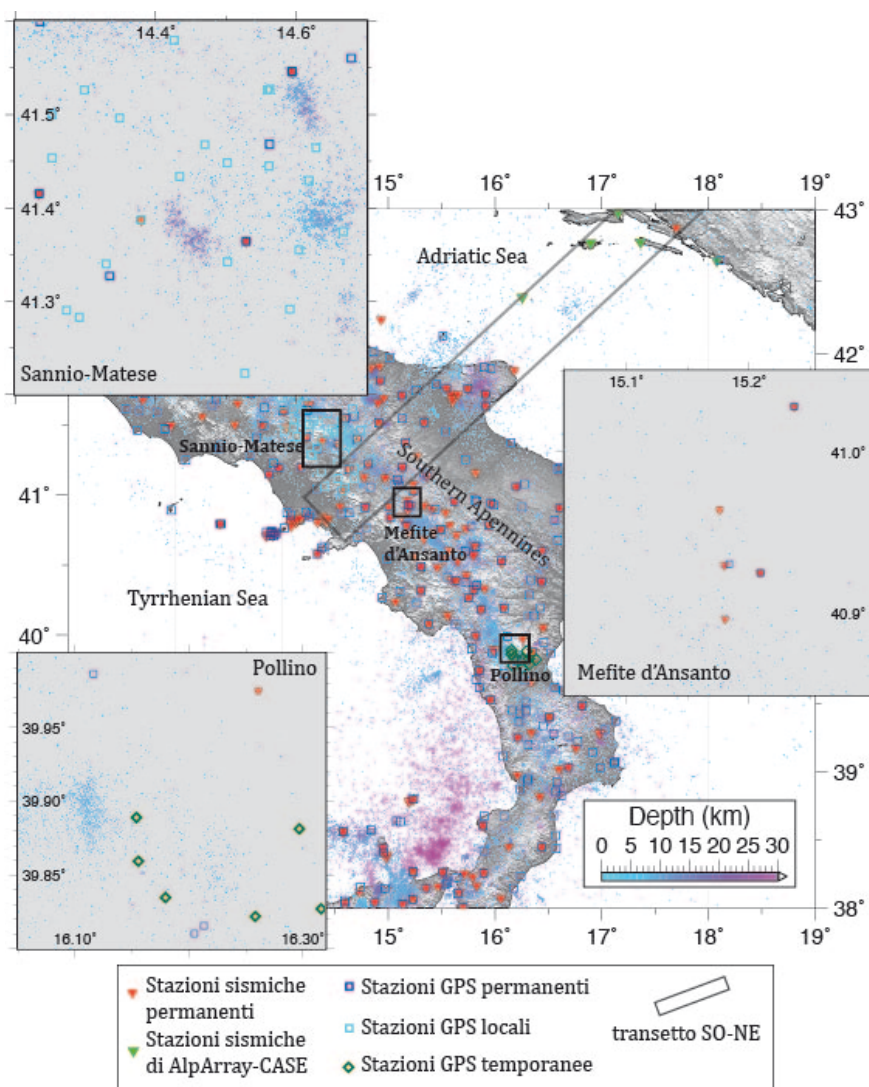 14.4˚ 14.6˚
41.5˚
41.4˚
41.3˚
Sannio-Matese
15˚ 16˚ 17˚ 18˚ 19˚
43˚
Adriatic Sea
42˚
15.1˚ 15.2˚
41.0˚
40.9˚
Mefite d'Ansanto
Sannio-Matese
41˚
Southern Apennines
Mefite
d'Ansanto
Tyrrhenian Sea
40˚
Pollino
Pollino
39.95˚
39.90˚
39.85˚
16.10˚ 16.30˚
39˚
Depth (km)
0 5 10 15 20 25 30
38˚
15˚ 16˚ 17˚ 18˚ 19˚
Stazioni sismiche
permanenti
Stazioni sismiche
di AlpArray-CASE
Stazioni GPS permanenti
Stazioni GPS locali
Stazioni GPS temporanee
transetto SO-NE